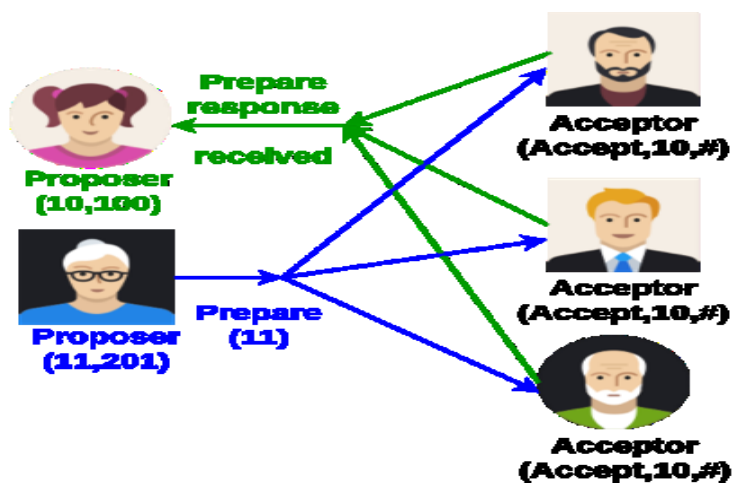 Prepare
response
received
Proposer
(10,100)
Proposer
(11,201)
Prepare
(11)
Acceptor
(Accept,10,#)
Acceptor
(Accept,10,#)
Acceptor
(Accept,10,#)